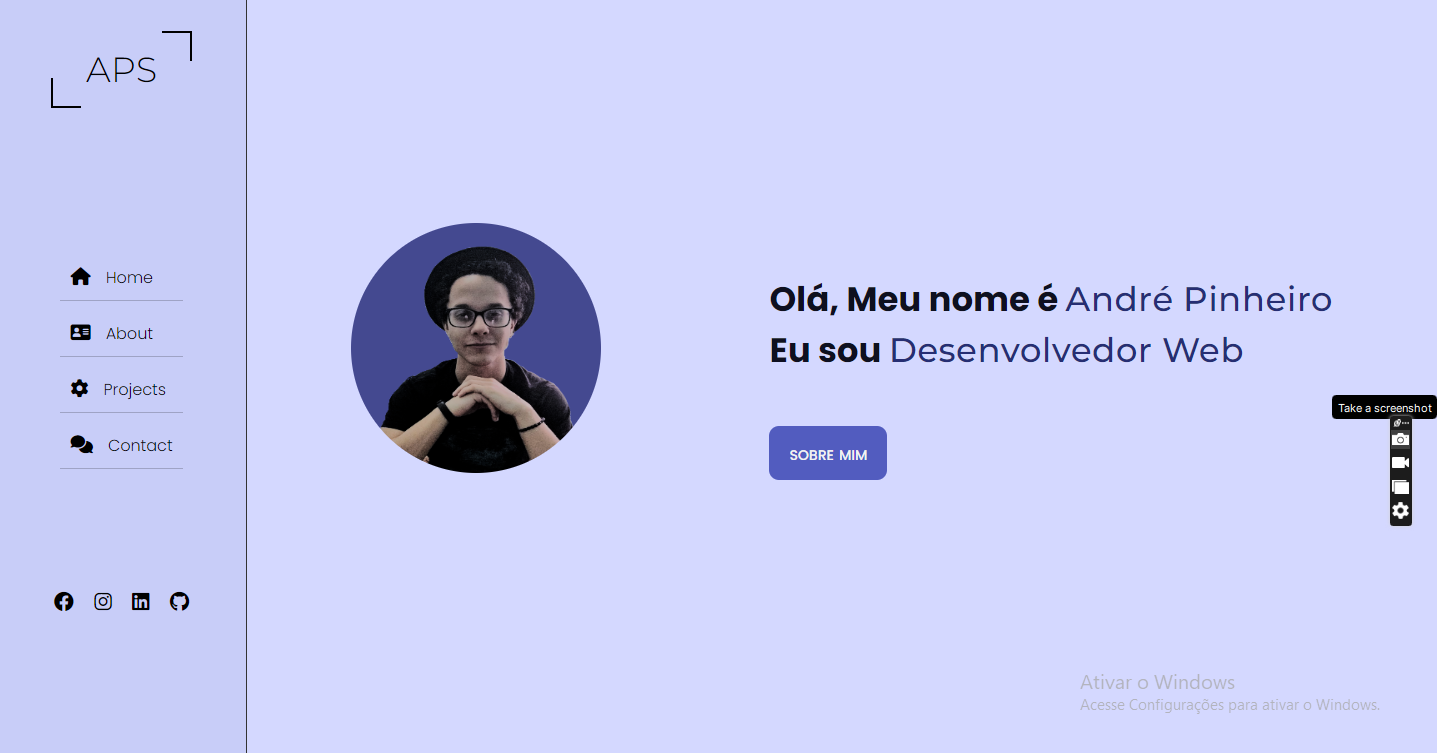 APS
Home
About
Projects
Contact
Olá, Meu nome é André Pinheiro
Eu sou Desenvolvedor Web
SOBRE MIM
Take a screenshot
Ativar o Windows
Acesse Configurações para ativar o Windows.